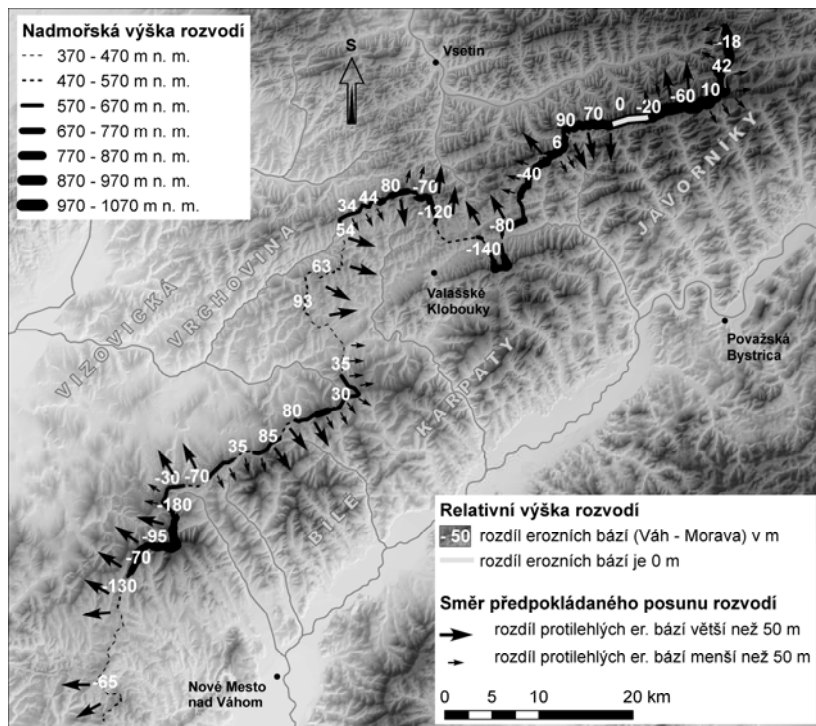 Nadmořská výška rozvodí
370 - 470 m n. m.
470 - 570 m n. m.
570 - 670 m n. m.
670 - 770 m n. m.
770 - 870 m n. m.
870 - 970 m n. m.
970 - 1070 m n. m.
S
Vsetín
-18
42
10
-60
-20
0
70
90
6
-40
-80
-140
-120
-70
80
44
34
54
63
93
35
30
80
85
35
-70
-30
-180
-95
-70
-130
-65
JAVORNÍKY
VIZOVICKÁ
VRCHOVINA
Valašské
Klobouky
Považská
Bystrica
BÍLÉ
KARPATY
Nové Mesto
nad Váhom
Relativní výška rozvodí
- 50 rozdíl erozních bází (Váh - Morava) v m
rozdíl erozních bází je 0 m
Směr předpokládaného posunu rozvodí
rozdíl protilehlých er. bází větší než 50 m
rozdíl protilehlých er. bází menší než 50 m
0 5 10 20 km